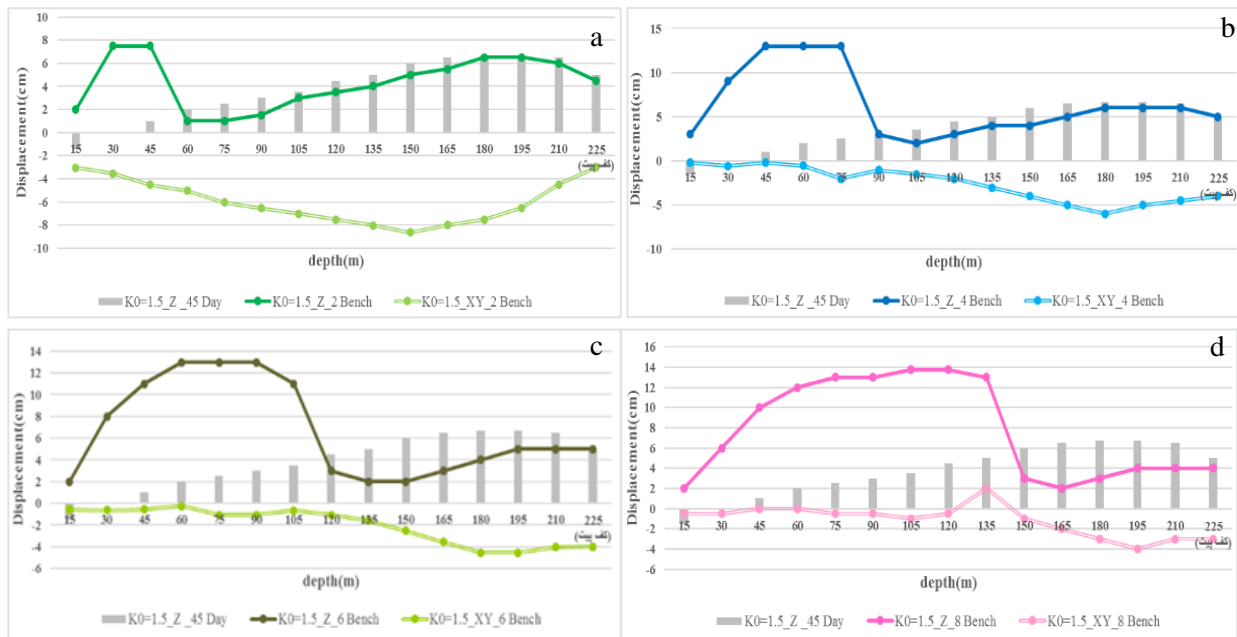 a
Displacement(cm)
10
8
6
4
2
0
-2
-4
-6
-8
-10
15 30 45 60 75 90 105 120 135 150 165 180 195 210 225
(کف پیت)
depth(m)
K0=1.5_Z _45 Day K0=1.5_Z_2 Bench K0=1.5_XY_2 Bench
b
Displacement(cm)
15
10
5
0
-5
-10
15 30 45 60 75 90 105 120 135 150 165 180 195 210 225
(کف پیت)
depth(m)
K0=1.5_Z _45 Day K0=1.5_Z_4 Bench K0=1.5_XY_4 Bench
c
Displacement(cm)
14
12
10
8
6
4
2
0
-2
-4
-6
15 30 45 60 75 90 105 120 135 150 165 180 195 210 225
(کف پیت)
depth(m)
K0=1.5_Z _45 Day K0=1.5_Z_6 Bench K0=1.5_XY_6 Bench
d
Displacement(cm)
16
14
12
10
8
6
4
2
0
-2
-4
-6
15 30 45 60 75 90 105 120 135 150 165 180 195 210 225
(کف پیت)
depth(m)
K0=1.5_Z _45 Day K0=1.5_Z_8 Bench K0=1.5_XY_8 Bench